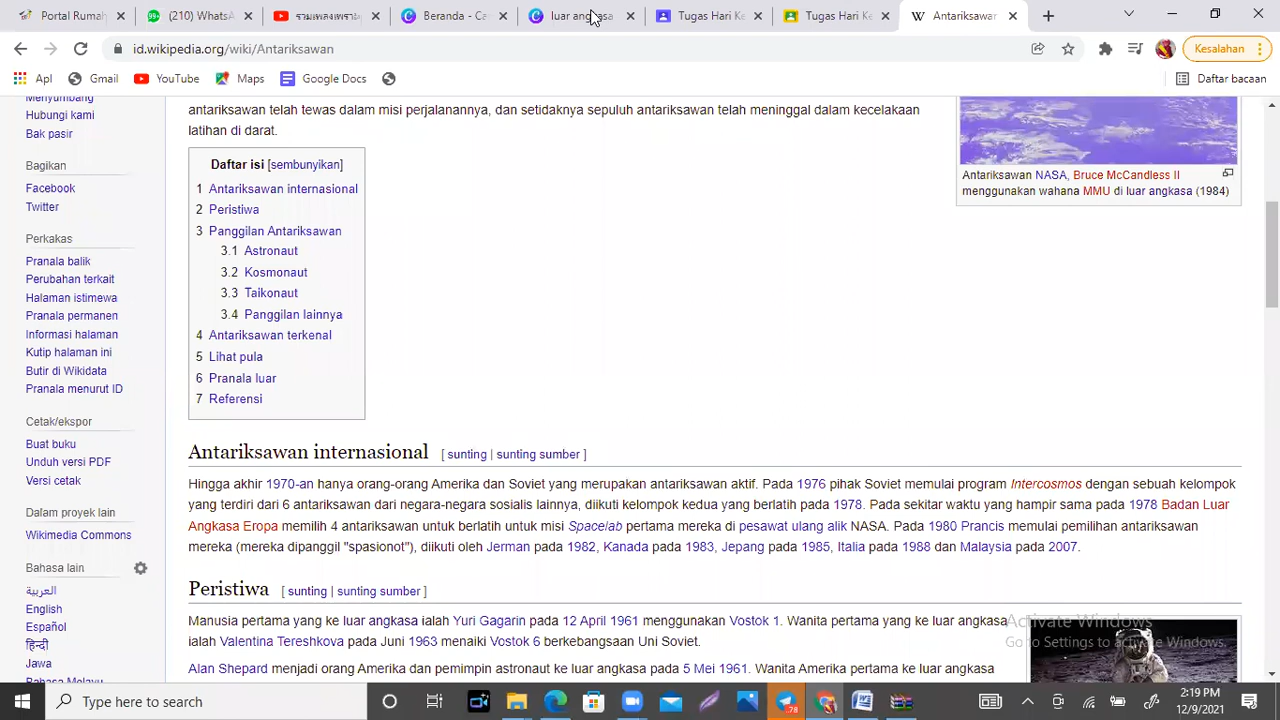 Portal Rumah
(210) WhatsA
Beranda - Ca
luar angkasa
Tugas Hari Ke
Tugas Hari Ke
Antariksawan
id.wikipedia.org/wiki/Antariksawan
Kesalahan
Apl
Gmail
YouTube
Maps
Google Docs
Daftar bacaan
Menyumbang
Hubungi kami
Bak pasir
Bagikan
Facebook
Twitter
Perkakas
Pranala balik
Perubahan terkait
Halaman istimewa
Pranala permanen
Informasi halaman
Kutip halaman ini
Butir di Wikidata
Pranala menurut ID
Cetak/ekspor
Buat buku
Unduh versi PDF
Versi cetak
Dalam proyek lain
Wikimedia Commons
Bahasa lain
العربية
English
Español
हिन्दी
Jawa
Bahasa Melayu
antariksawan telah tewas dalam misi perjalanannya, dan setidaknya sepuluh antariksawan telah meninggal dalam kecelakaan
latihan di darat.
Daftar isi [sembunyikan]
1 Antariksawan internasional
2 Peristiwa
3 Panggilan Antariksawan
3.1 Astronaut
3.2 Kosmonaut
3.3 Taikonaut
3.4 Panggilan lainnya
4 Antariksawan terkenal
5 Lihat pula
6 Pranala luar
7 Referensi
Antariksawan NASA, Bruce McCandless II
menggunakan wahana MMU di luar angkasa (1984)
Antariksawan internasional [ sunting | sunting sumber ]
Hingga akhir 1970-an hanya orang-orang Amerika dan Soviet yang merupakan antariksawan aktif. Pada 1976 pihak Soviet memulai program Intercosmos dengan sebuah kelompok
yang terdiri dari 6 antariksawan dari negara-negara sosialis lainnya, diikuti kelompok kedua yang berlatih pada 1978. Pada sekitar waktu yang hampir sama pada 1978 Badan Luar
Angkasa Eropa memilih 4 antariksawan untuk berlatih untuk misi Spacelab pertama mereka di pesawat ulang alik NASA. Pada 1980 Prancis memulai pemilihan antariksawan
mereka (mereka dipanggil "spasionot"), diikuti oleh Jerman pada 1982, Kanada pada 1983, Jepang pada 1985, Italia pada 1988 dan Malaysia pada 2007.
Peristiwa [ sunting | sunting sumber ]
Manusia pertama yang ke luar angkasa ialah Yuri Gagarin pada 12 April 1961 menggunakan Vostok 1. Wanita pertama yang ke luar angkasa
ialah Valentina Tereshkova pada Juni 1963 menaiki Vostok 6 berkebangsaan Uni Soviet.
Alan Shepard menjadi orang Amerika dan pemimpin astronaut ke luar angkasa pada 5 Mei 1961. Wanita Amerika pertama ke luar angkasa
Activate Windows
Go to Settings to activate Windows.
Type here to search
.78
2:19 PM
12/9/2021